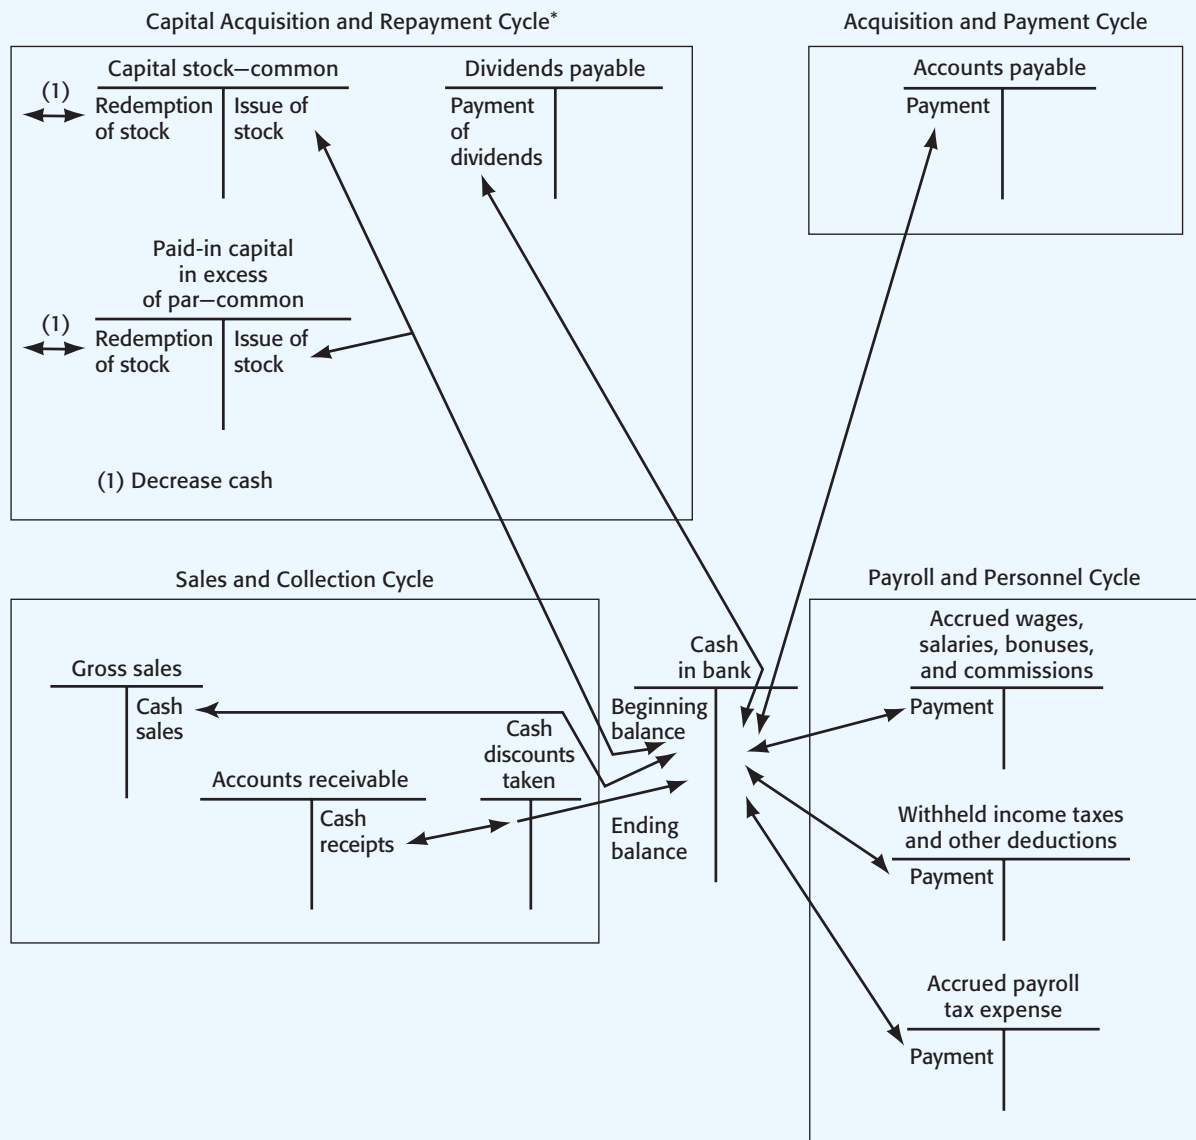 Capital Acquisition and Repayment Cycle*
Capital stock—common
(1)
Redemption
of stock
Issue of
stock
Dividends payable
Payment
of
dividends
Paid-in capital
in excess
of par—common
(1)
Redemption
of stock
Issue of
stock
(1) Decrease cash
Acquisition and Payment Cycle
Accounts payable
Payment
Sales and Collection Cycle
Gross sales
Cash
sales
Accounts receivable
Cash
receipts
Cash
discounts
taken
Cash
in bank
Beginning
balance
Ending
balance
Payroll and Personnel Cycle
Accrued wages,
salaries, bonuses,
and commissions
Payment
Withheld income taxes
and other deductions
Payment
Accrued payroll
tax expense
Payment